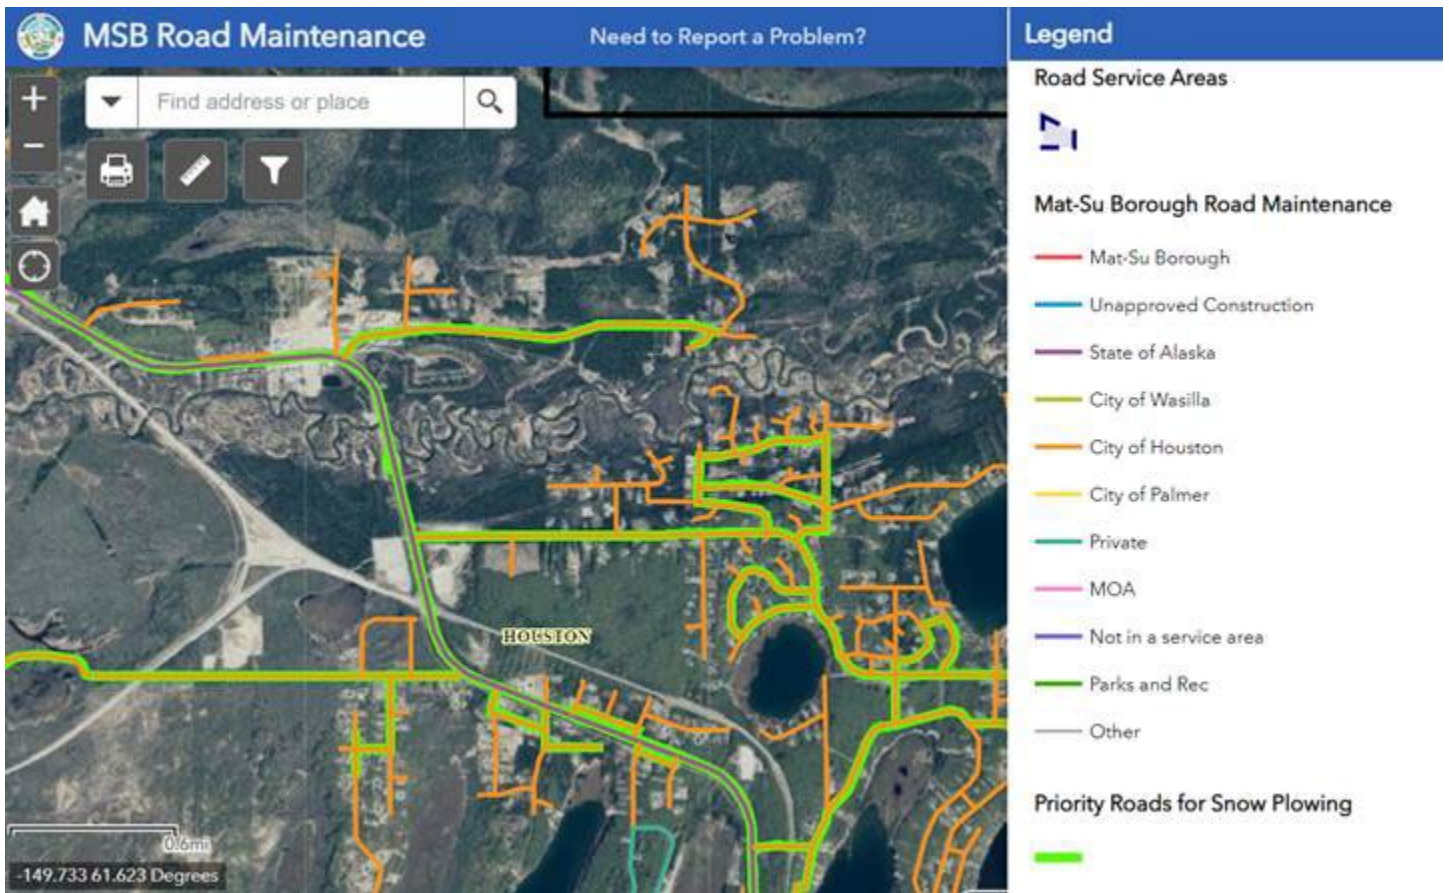 MSB Road Maintenance
Need to Report a Problem?
Legend
Find address or place
Road Service Areas
Mat-Su Borough Road Maintenance
Mat-Su Borough
Unapproved Construction
State of Alaska
City of Wasilla
City of Houston
City of Palmer
Private
MOA
Not in a service area
Parks and Rec
Other
Priority Roads for Snow Plowing
HOUSTON
0.6mi
-149.733 61.623 Degrees